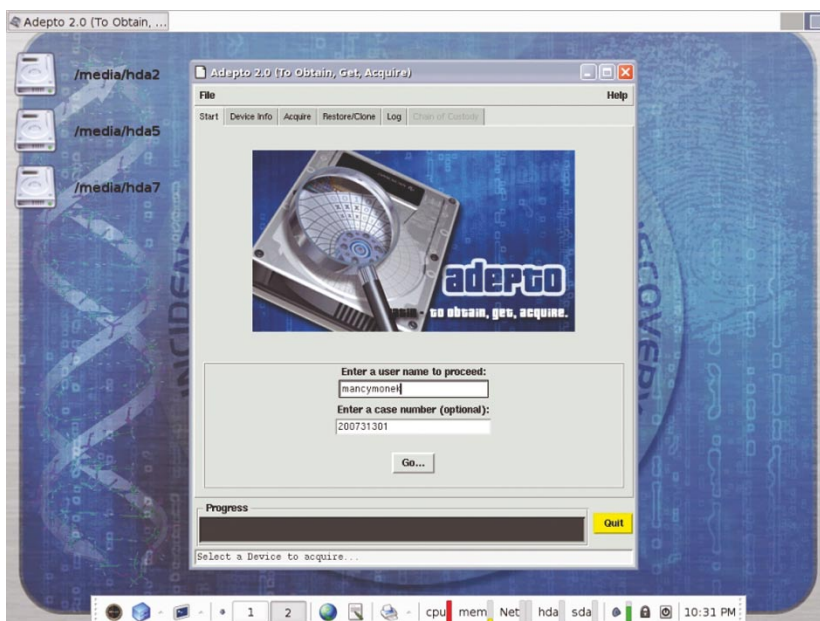 Adepto 2.0 (To Obtain, ...
/media/hda2
/media/hda5
/media/hda7
Adepto 2.0 (To Obtain, Get, Acquire)
File
Help
Start Device Info Acquire Restore/Clone Log Chain of Custody
adepto
- to obtain, get, acquire.
Enter a user name to proceed:
mancymonek
Enter a case number (optional):
200731301
Go...
Progress
Quit
Select a Device to acquire...
INCIDENT
RECOVERY
1 2 cpu mem Net hda sda 10:31 PM